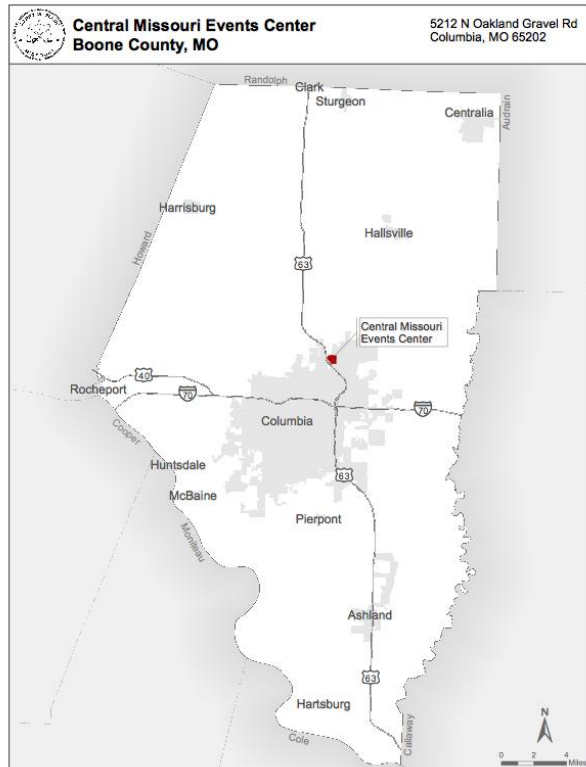 Central Missouri Events Center
Boone County, MO
5212 N Oakland Gravel Rd
Columbia, MO 65202
Randolph
Clark
Sturgeon
Centralia
Audrain
Harrisburg
Hallsville
Howard
63
Central Missouri
Events Center
40
Rocheport
70
70
Columbia
Cooper
Huntsdale
63
McBaine
Pierpont
Moniteau
Ashland
63
Hartsburg
Callaway
Cole
N
0 2 4
Miles